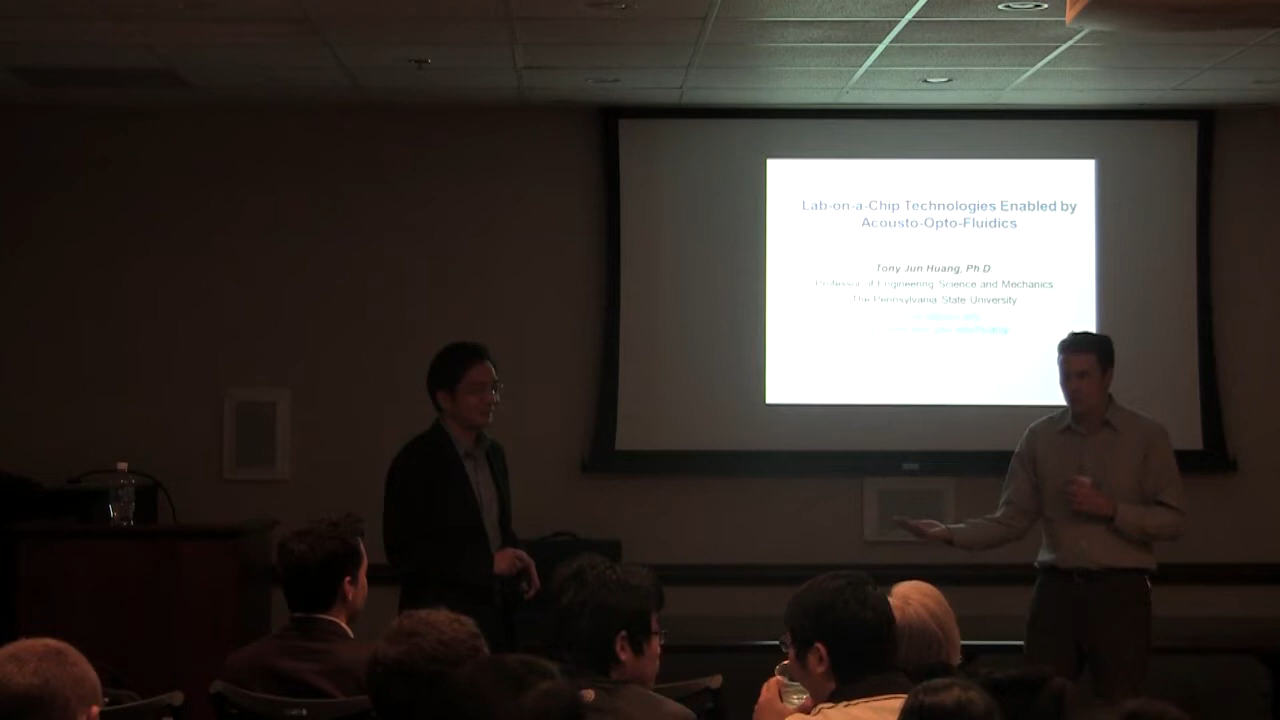 Lab-on-a-Chip Technologies Enabled by
Acousto-Opto-Fluidics
Tony Jun Huang, Ph.D.
Professor of Engineering Science and Mechanics
The Pennsylvania State University